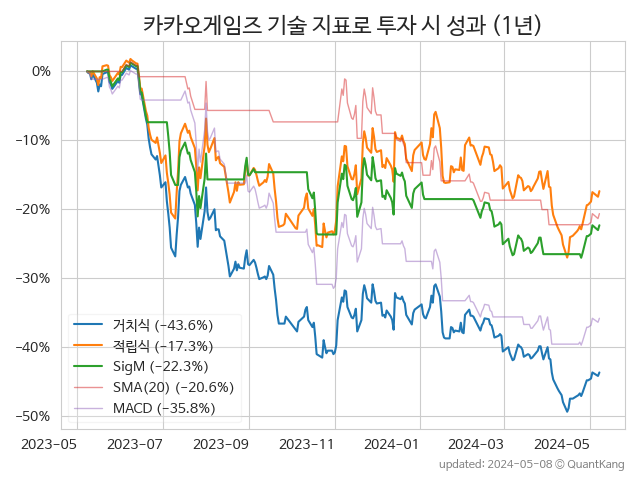 카카오게임즈 기술 지표로 투자 시 성과 (1년)
0%
−10%
−20%
−30%
−40%
−50%
거치식 (−43.6%)
적립식 (−17.3%)
SigM (−22.3%)
SMA(20) (−20.6%)
MACD (−35.8%)
2023−05 2023−07 2023−09 2023−11 2024−01 2024−03 2024−05
updated: 2024−05−08 ⓒ QuantKang